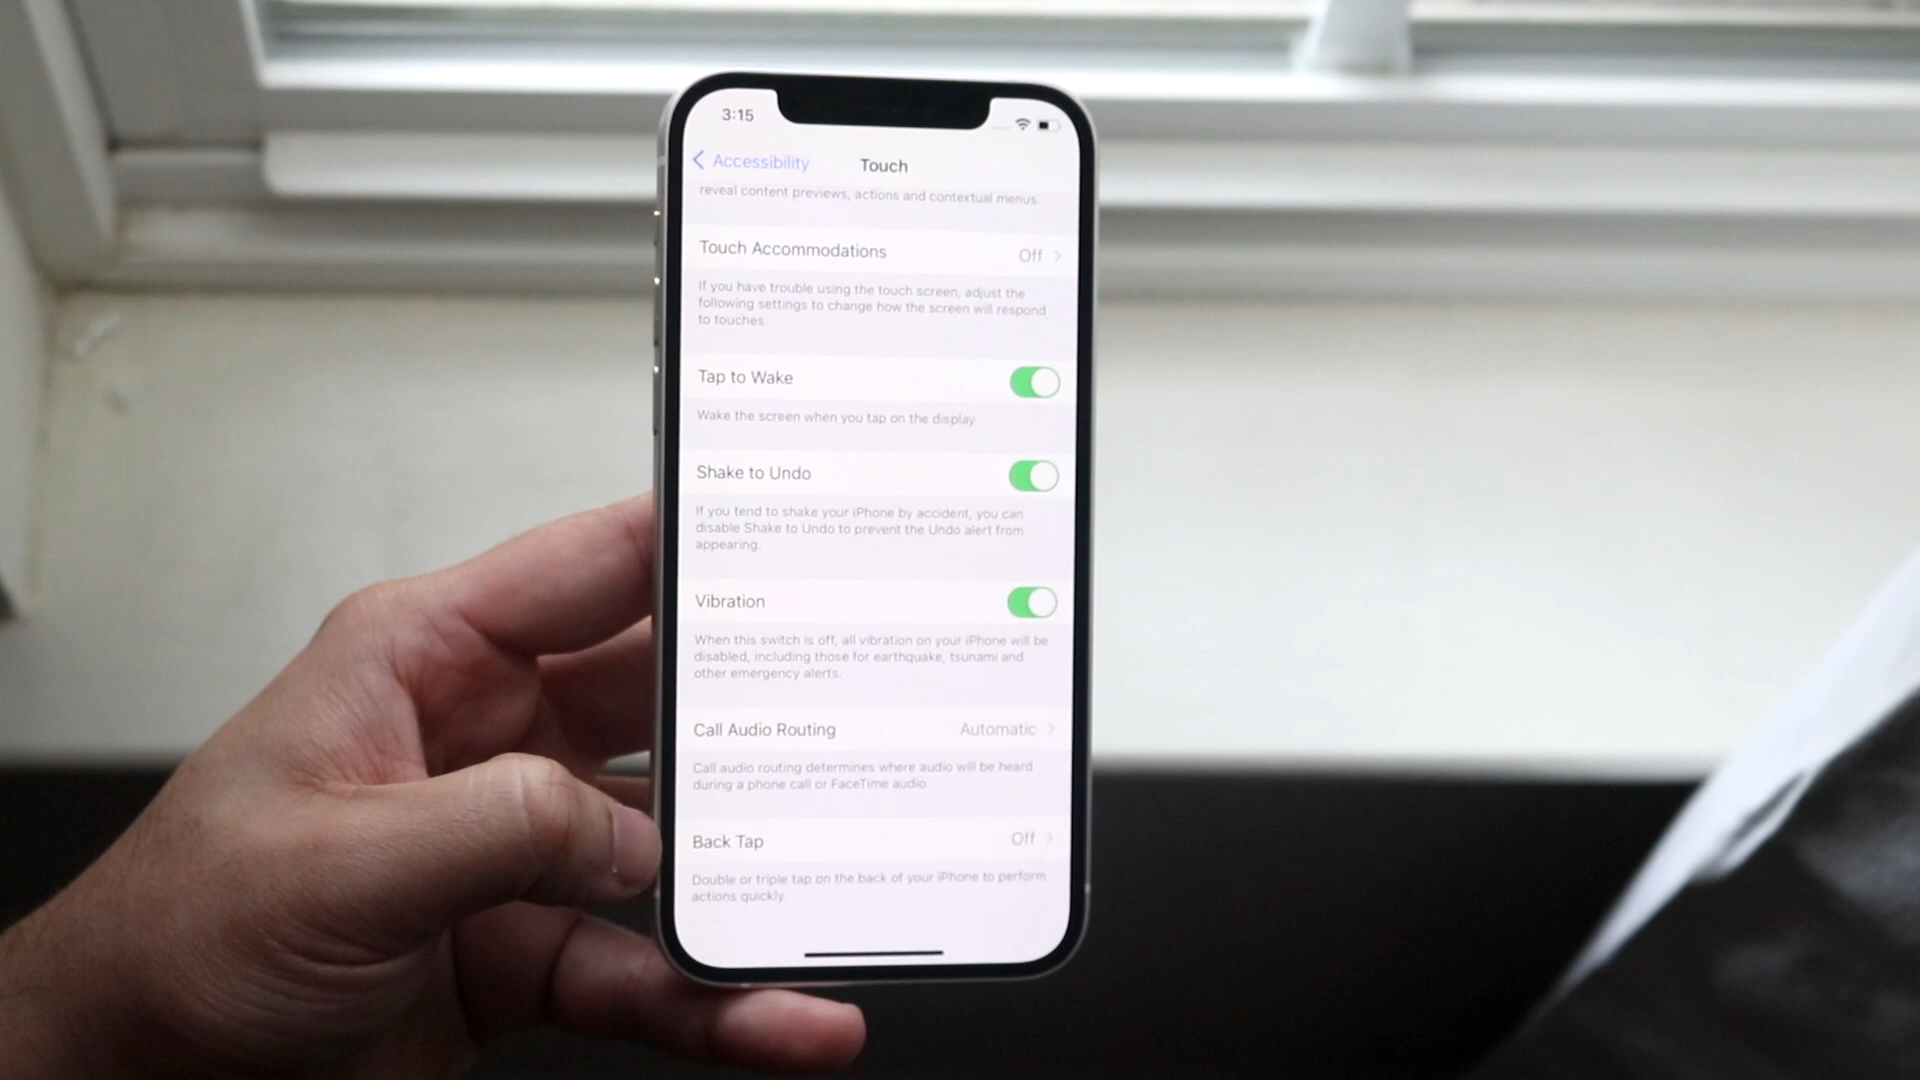 3:15
Accessibility
Touch
reveal content previews, actions and contextual menus.
Touch Accommodations
Off
If you have trouble using the touch screen, adjust the
following settings to change how the screen will respond
to touches.
Tap to Wake
Wake the screen when you tap on the display
Shake to Undo
If you tend to shake your iPhone by accident, you can
disable Shake to Undo to prevent the Undo alert from
appearing.
Vibration
When this switch is off, all vibration on your iPhone will be
disabled, including those for earthquake, tsunami and
other emergency alerts.
Call Audio Routing
Automatic
Call audio routing determines where audio will be heard
during a phone call or FaceTime audio.
Back Tap
Off
Double or triple tap on the back of your iPhone to perform
actions quickly.